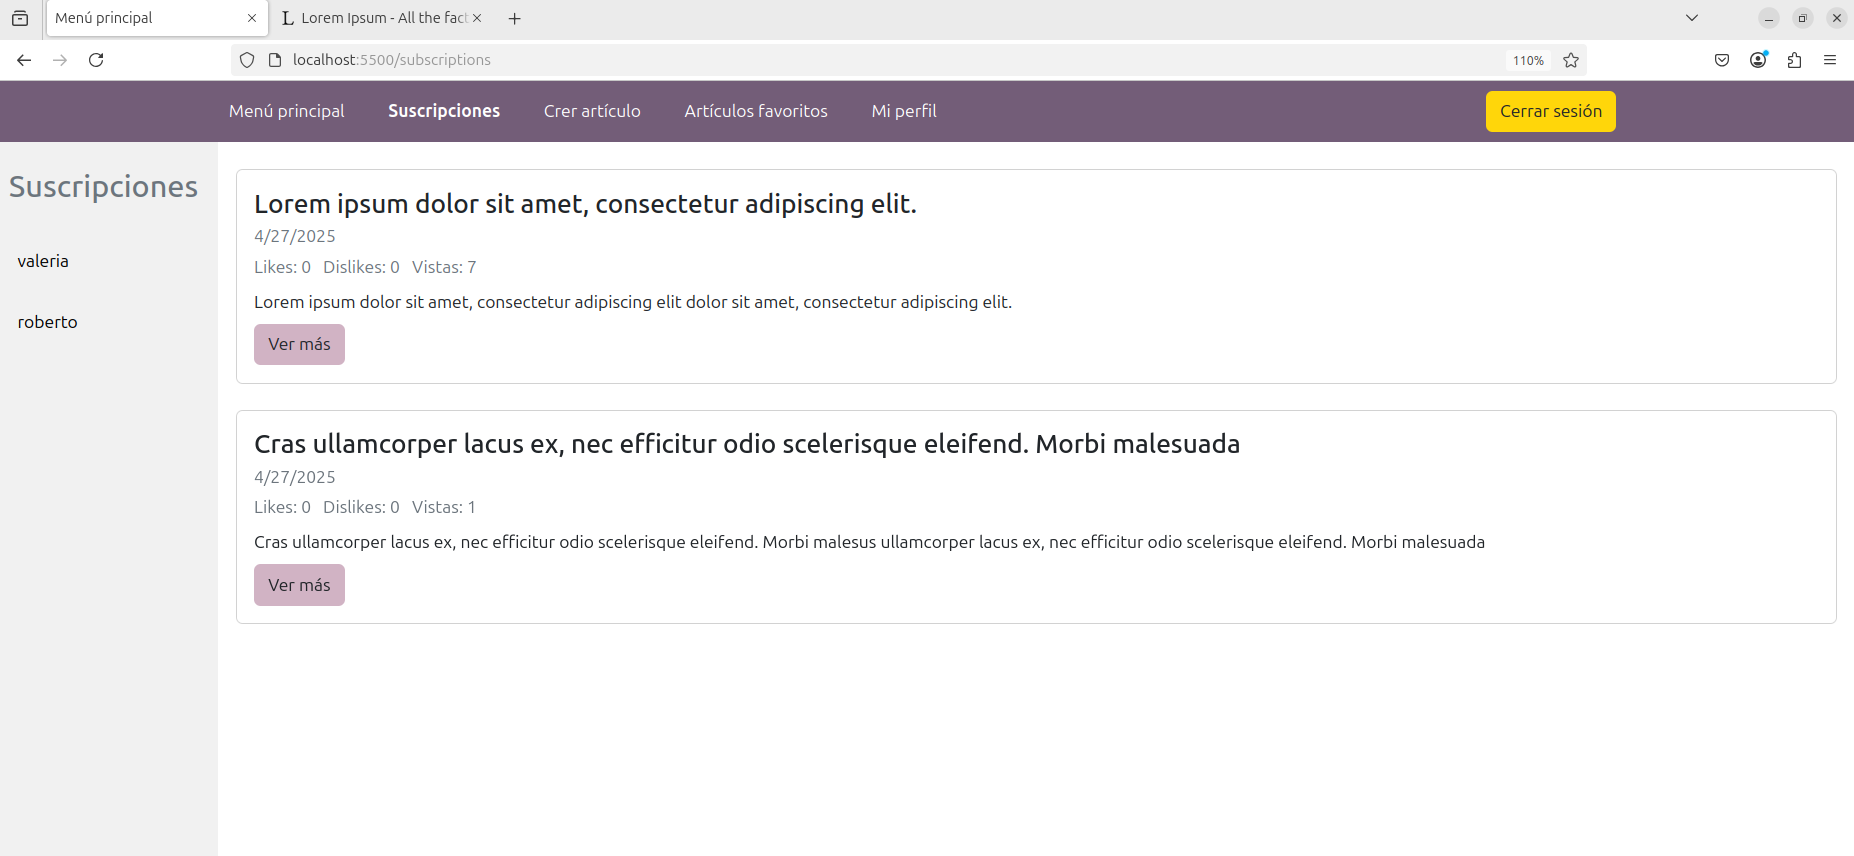 Menú principal
Lorem Ipsum - All the fact
localhost:5500/subscriptions
110%
Menú principal Suscripciones Crer artículo Artículos favoritos Mi perfil Cerrar sesión
Suscripciones
valeria
roberto
Lorem ipsum dolor sit amet, consectetur adipiscing elit.
4/27/2025
Likes: 0 Dislikes: 0 Vistas: 7
Lorem ipsum dolor sit amet, consectetur adipiscing elit dolor sit amet, consectetur adipiscing elit.
Ver más
Cras ullamcorper lacus ex, nec efficitur odio scelerisque eleifend. Morbi malesuada
4/27/2025
Likes: 0 Dislikes: 0 Vistas: 1
Cras ullamcorper lacus ex, nec efficitur odio scelerisque eleifend. Morbi malesus ullamcorper lacus ex, nec efficitur odio scelerisque eleifend. Morbi malesuada
Ver más